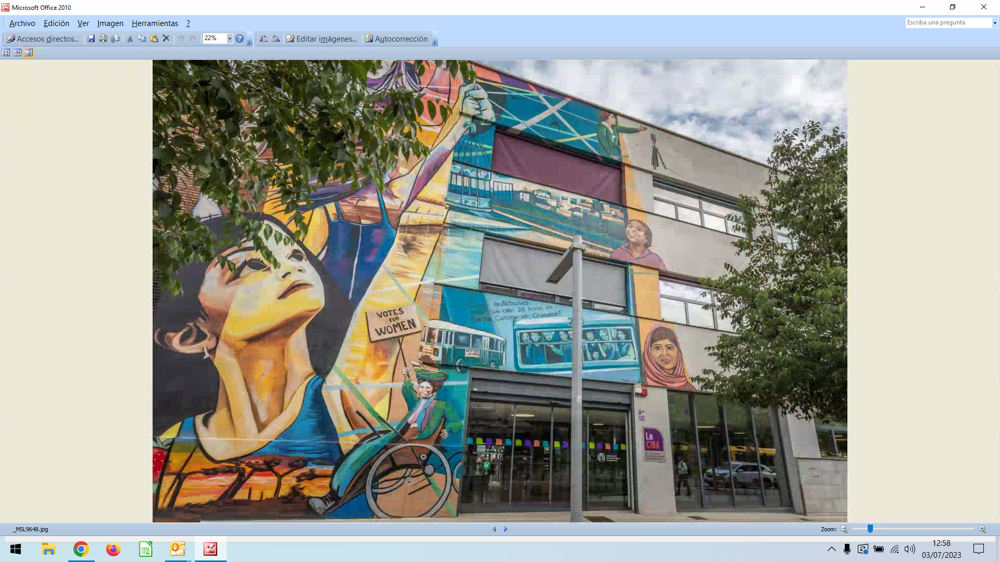 Microsoft Office 2010
Archivo Edición Ver Imagen Herramientas ?
Escriba una pregunta
Accesos directos... 22% Editar imágenes... Autocorrección
autobuses
casi 20 horas en
Santa Coloma de Gramenet
VOTES
FOR
WOMEN
La
CIBA
_MSL9648.jpg
Zoom:
12:58
03/07/2023